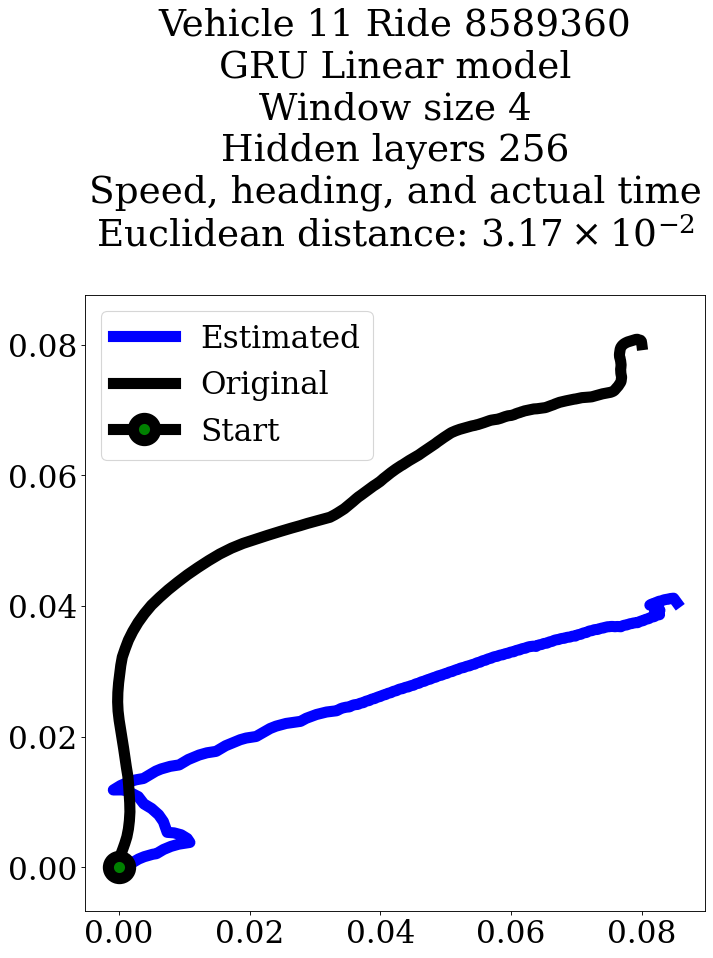 Vehicle 11 Ride 8589360
GRU Linear model
Window size 4
Hidden layers 256
Speed, heading, and actual time
Euclidean distance: 3.17 × 10⁻²
Estimated
Original
Start
0.08
0.06
0.04
0.02
0.00
0.00 0.02 0.04 0.06 0.08